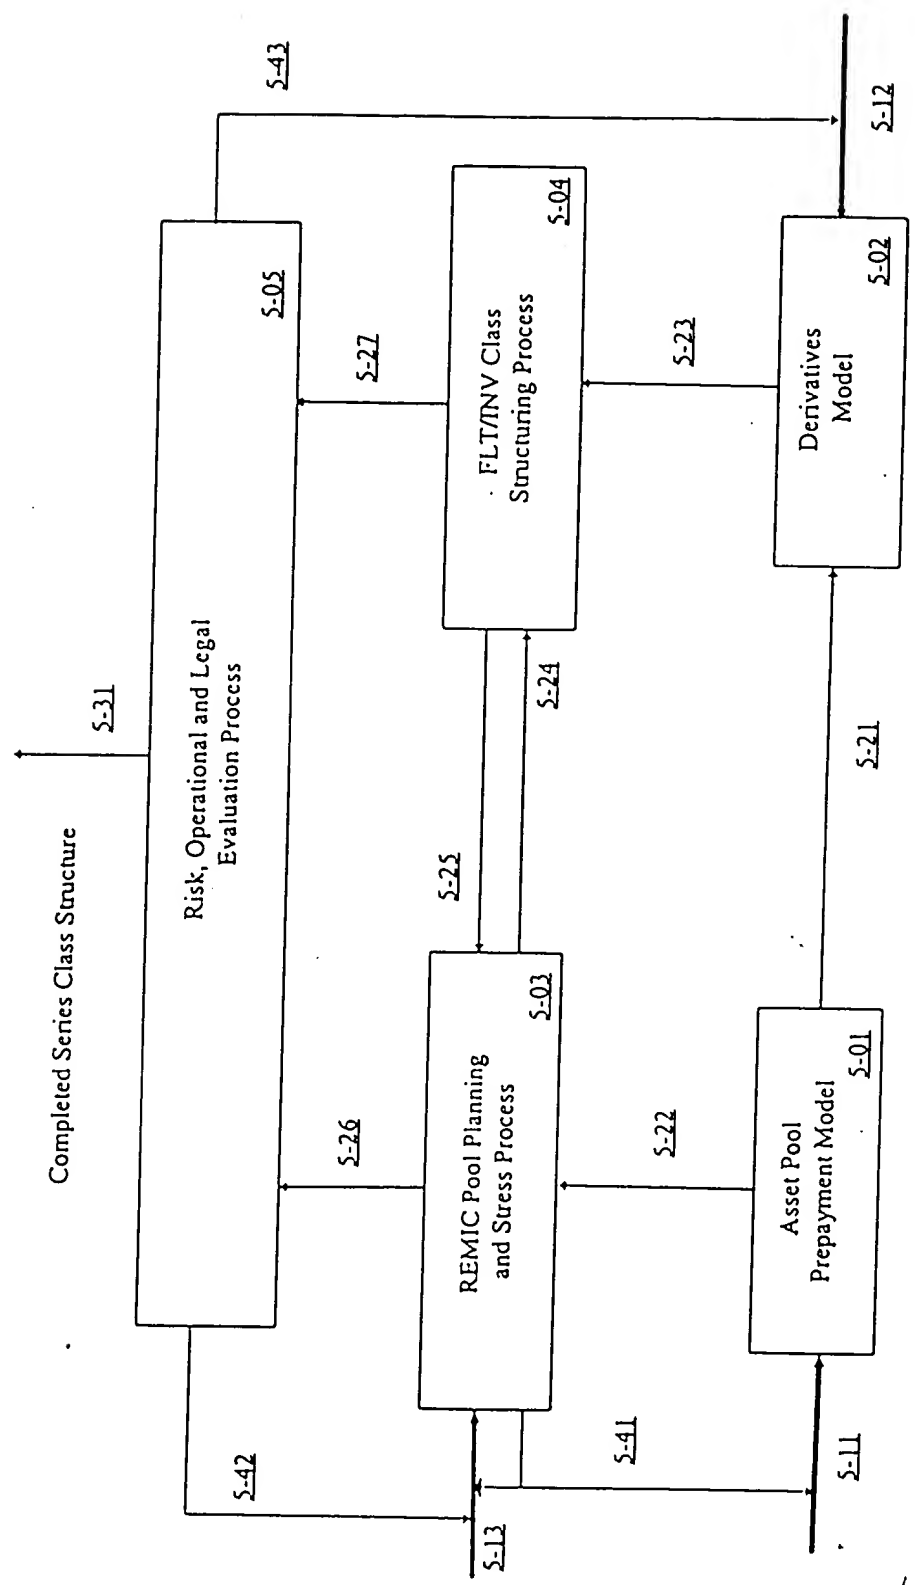 Completed Series Class Structure
5-31
Risk, Operational and Legal
Evaluation Process
5-05
5-42
5-26
5-27
5-43
REMIC Pool Planning
and Stress Process
5-03
5-25
5-24
FLT/INV Class
Structuring Process
5-04
5-13
5-41
5-22
5-23
5-12
Asset Pool
Prepayment Model
5-01
5-21
Derivatives
Model
5-02
5-11